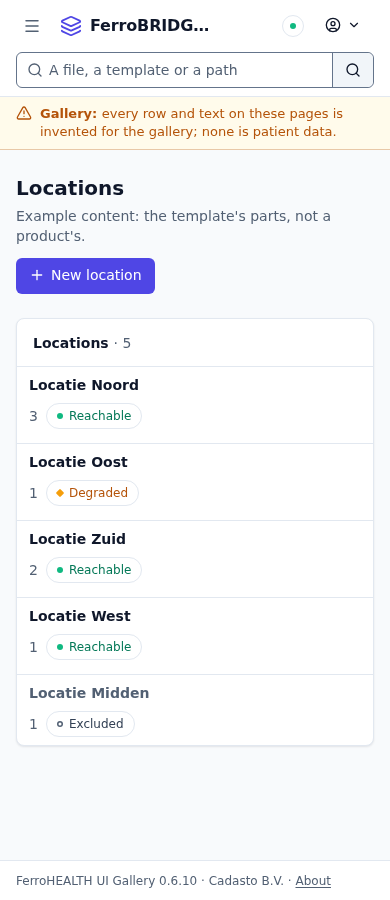 FerroBRIDG...
A file, a template or a path
Gallery: every row and text on these pages is
invented for the gallery; none is patient data.
Locations
Example content: the template's parts, not a
product's.
New location
Locations · 5
Locatie Noord
3 Reachable
Locatie Oost
1 Degraded
Locatie Zuid
2 Reachable
Locatie West
1 Reachable
Locatie Midden
1 Excluded
FerroHEALTH UI Gallery 0.6.10 · Cadasto B.V. · About